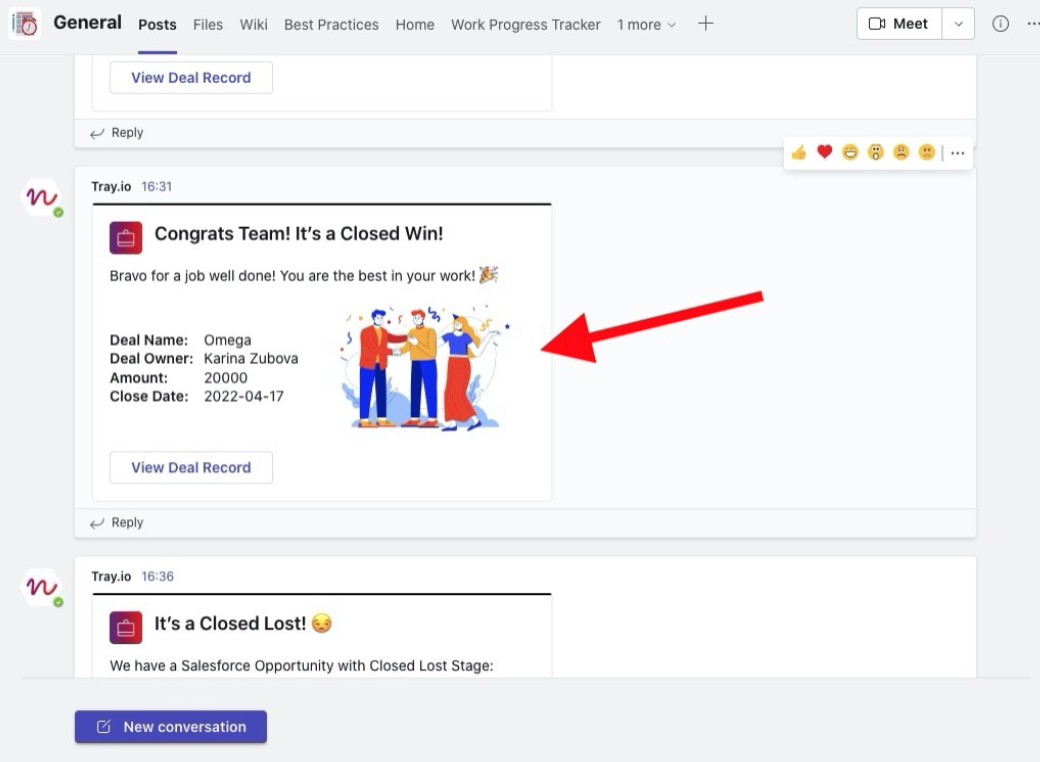 General Posts Files Wiki Best Practices Home Work Progress Tracker 1 more Meet
View Deal Record
Reply
Tray.io 16:31
Congrats Team! It’s a Closed Win!
Bravo for a job well done! You are the best in your work! 🎉
Deal Name: Omega
Deal Owner: Karina Zubova
Amount: 20000
Close Date: 2022-04-17
View Deal Record
Reply
Tray.io 16:36
It’s a Closed Lost! 😒
We have a Salesforce Opportunity with Closed Lost Stage:
New conversation